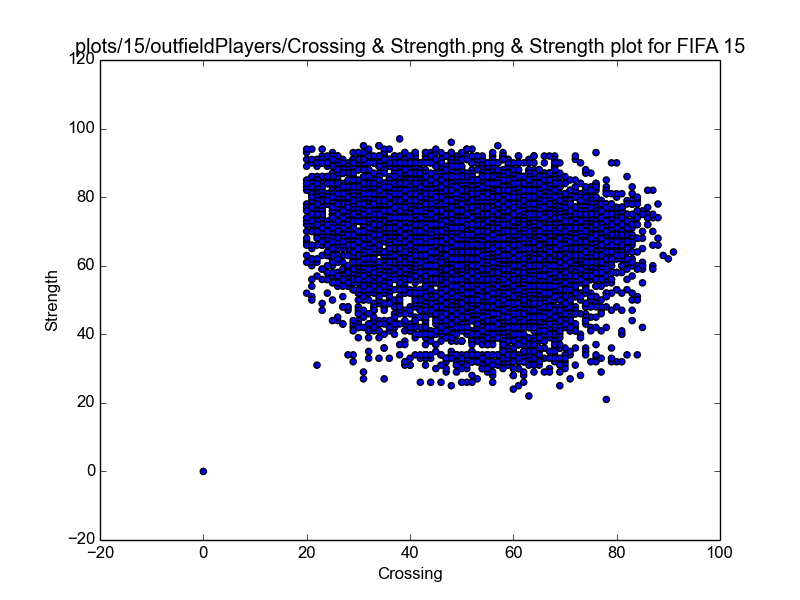 plots/15/outfieldPlayers/Crossing & Strength.png & Strength plot for FIFA 15
120
100
80
60
40
20
0
−20
Strength
−20 0 20 40 60 80 100
Crossing